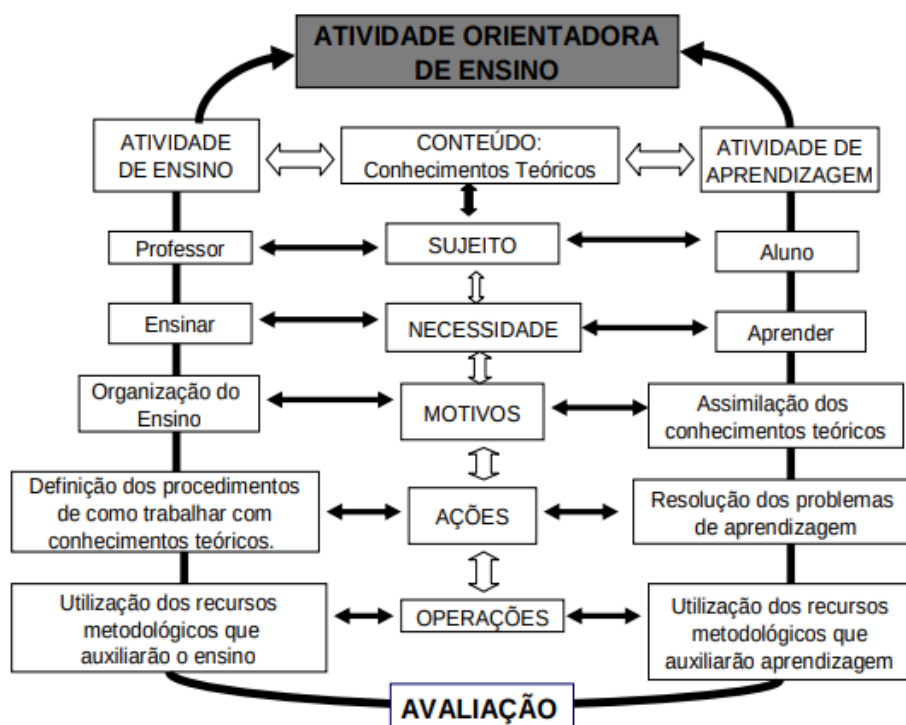 ATIVIDADE ORIENTADORA
DE ENSINO
ATIVIDADE
DE ENSINO
CONTEÚDO:
Conhecimentos Teóricos
ATIVIDADE DE
APRENDIZAGEM
Professor
SUJEITO
Aluno
Ensinar
NECESSIDADE
Aprender
Organização do
Ensino
MOTIVOS
Assimilação dos
conhecimentos teóricos
Definição dos procedimentos
de como trabalhar com
conhecimentos teóricos.
AÇÕES
Resolução dos problemas
de aprendizagem
Utilização dos recursos
metodológicos que
auxiliarão o ensino
OPERAÇÕES
Utilização dos recursos
metodológicos que
auxiliarão aprendizagem
AVALIAÇÃO